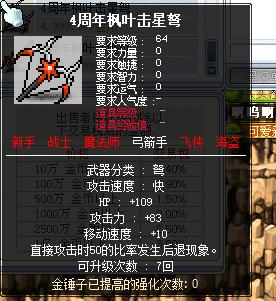 4周年枫叶击星弩
要求等级: 64
要求力量: 0
要求敏捷: 0
要求智力: 0
要求运气: 0
要求人气度: -
道具等级:
道具经验值:
新手 战士 魔法师 弓箭手 飞侠 海盗
武器分类 : 弩
攻击速度 : 快
HP : +109
攻击力 : +83
移动速度 : +10
直接攻击时50的比率发生后退现象。
可升级次数 : 7回
金锤子已提高的强化次数: 0